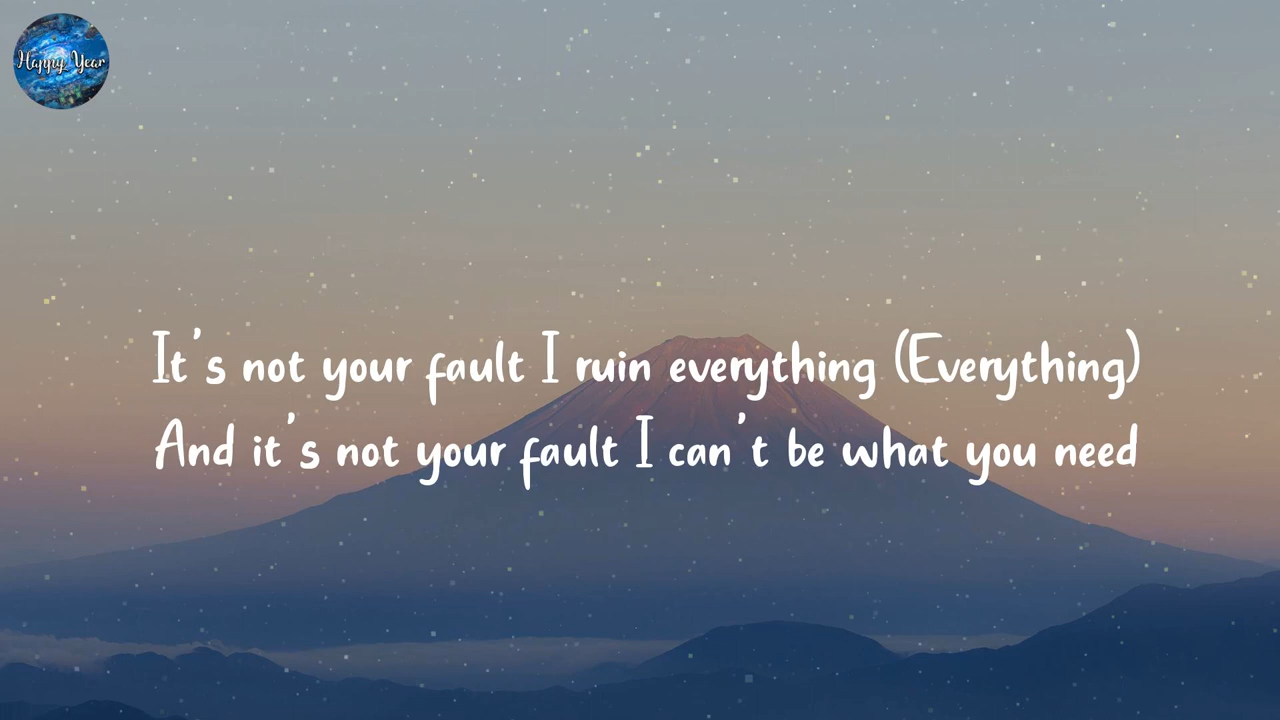 Happy Year
It's not your fault I ruin everything (Everything)
And it's not your fault I can't be what you need